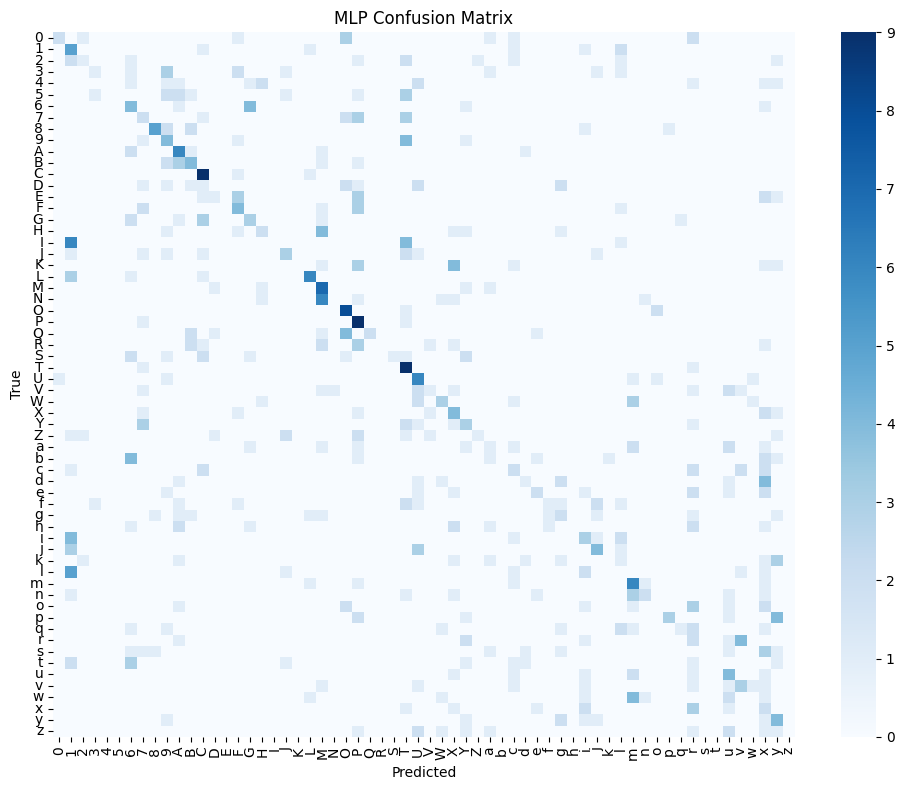 MLP Confusion Matrix
True
0
1
2
3
4
5
6
7
8
9
A
B
C
D
E
F
G
H
I
J
K
L
M
N
O
P
Q
R
S
T
U
V
W
X
Y
Z
a
b
c
d
e
f
g
h
i
j
k
l
m
n
o
p
q
r
s
t
u
v
w
x
y
z
0 1 2 3 4 5 6 7 8 9 A B C D E F G H I J K L M N O P Q R S T U V W X Y Z a b c d e f g h i j k l m n o p q r s t u v w x y z
Predicted
9
8
7
6
5
4
3
2
1
0